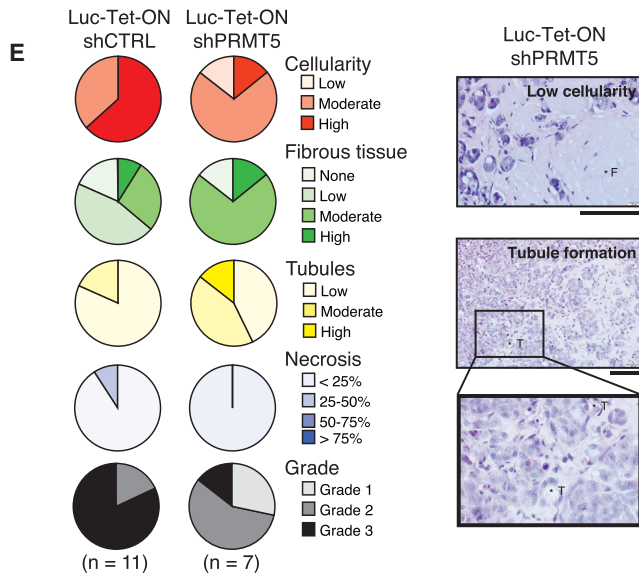 E
Luc-Tet-ON
shCTRL
Luc-Tet-ON
shPRMT5
Cellularity
Low
Moderate
High
Fibrous tissue
None
Low
Moderate
High
Tubules
Low
Moderate
High
Necrosis
< 25%
25-50%
50-75%
> 75%
Grade
Grade 1
Grade 2
Grade 3
(n = 11)
(n = 7)
Luc-Tet-ON
shPRMT5
Low cellularity
* F
Tubule formation
* T
* T
* T